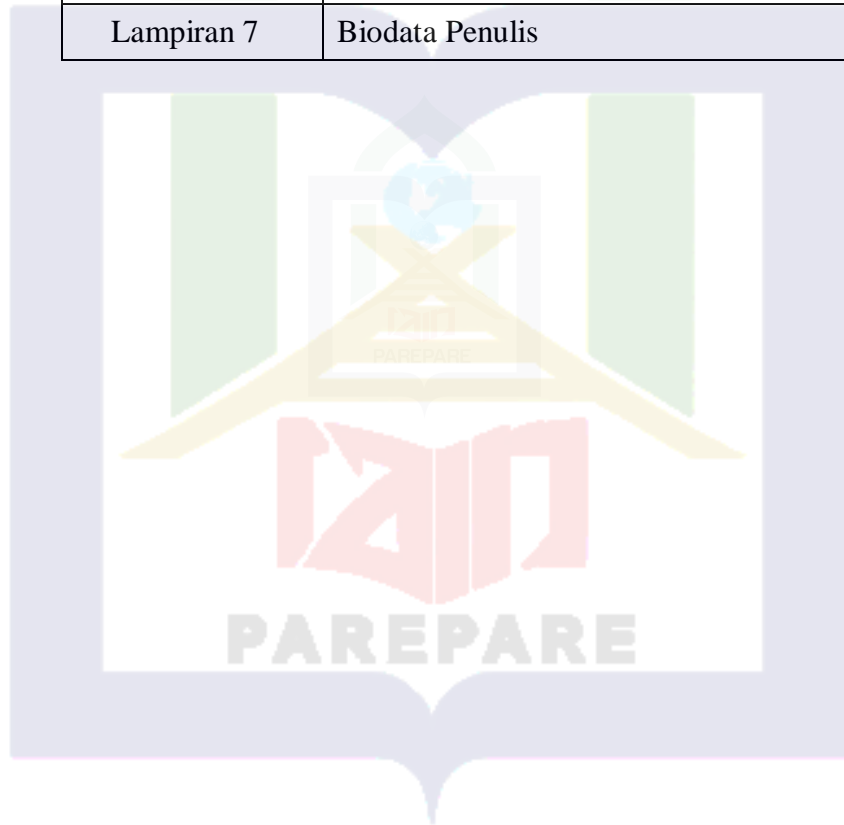 Lampiran 7 Biodata Penulis
IAIN
PAREPARE
IAIN
PAREPARE